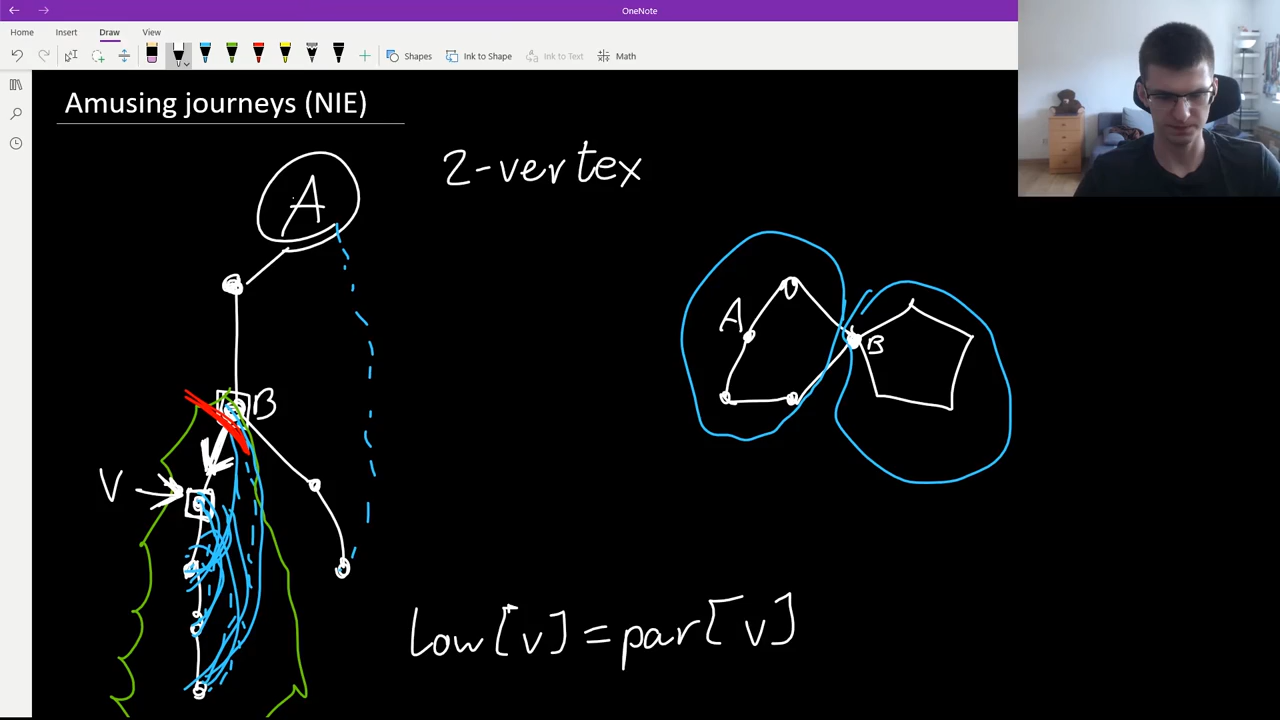 OneNote
Home Insert Draw View
Shapes Ink to Shape Ink to Text Math
Amusing journeys (NIE)
A
2-vertex
A
B
B
V
low[v] = par[v]